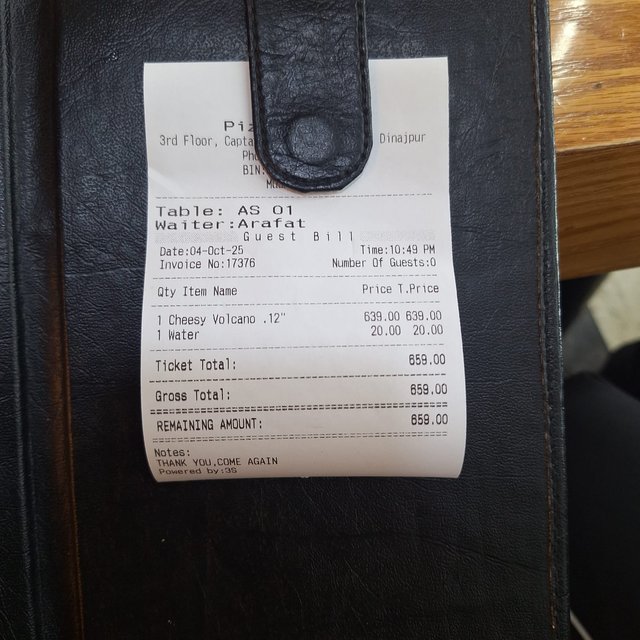 3rd Floor, Dinajpur
BIN:
Table: AS 01
Waiter:Arafat
Guest Bill
Date:04-Oct-25 Time:10:49 PM
Invoice No:17376 Number Of Guests:0
Qty Item Name Price T.Price
1 Cheesy Volcano .12" 639.00 639.00
1 Water 20.00 20.00
Ticket Total: 659.00
Gross Total: 659.00
REMAINING AMOUNT: 659.00
Notes:
THANK YOU,COME AGAIN
Powered by:3S